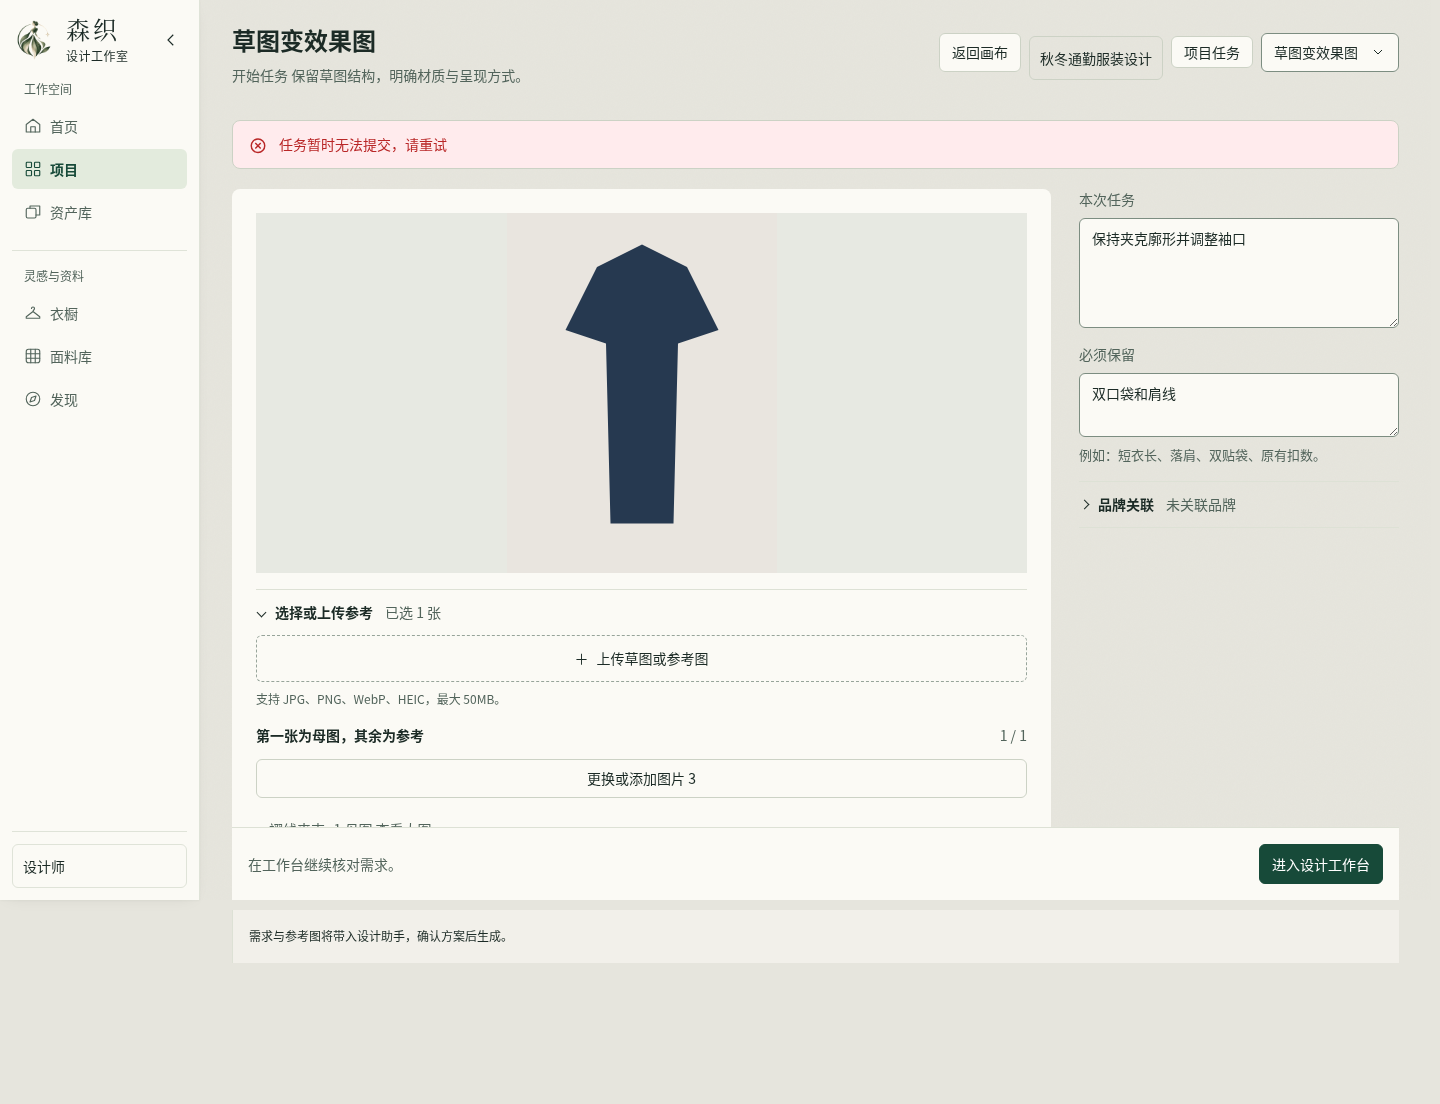 森织
设计工作室
工作空间
首页
项目
资产库
灵感与资料
衣橱
面料库
发现
设计师
草图变效果图
开始任务 保留草图结构，明确材质与呈现方式。
返回画布
秋冬通勤服装设计
项目任务
草图变效果图
任务暂时无法提交，请重试
选择或上传参考 已选 1 张
上传草图或参考图
支持 JPG、PNG、WebP、HEIC，最大 50MB。
第一张为母图，其余为参考
1 / 1
更换或添加图片 3
本次任务
保持夹克廓形并调整袖口
必须保留
双口袋和肩线
例如：短衣长、落肩、双贴袋、原有扣数。
品牌关联 未关联品牌
在工作台继续核对需求。
进入设计工作台
需求与参考图将带入设计助手，确认方案后生成。